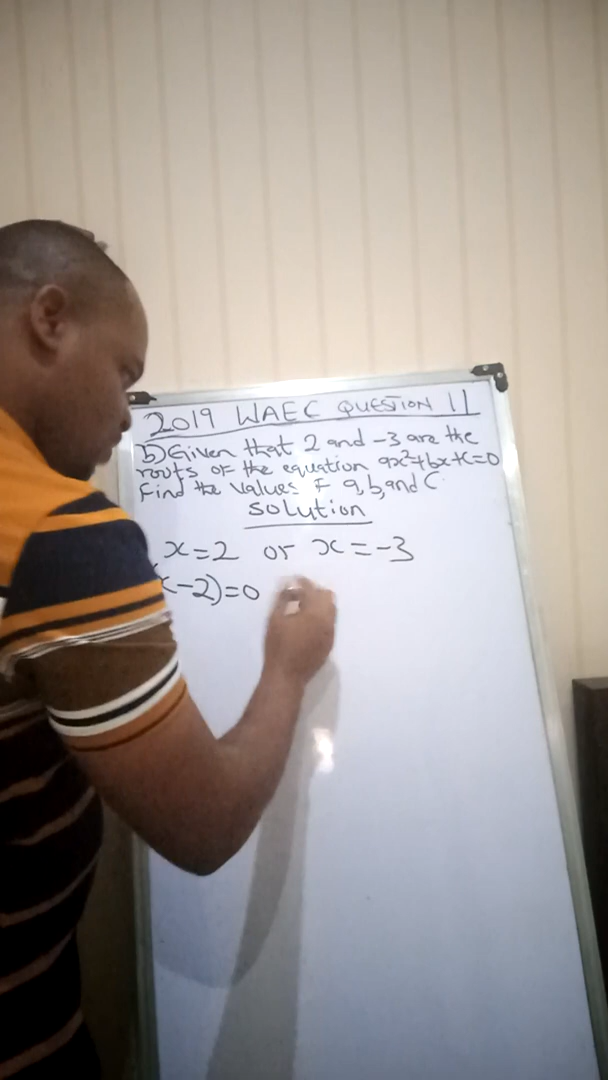 2019 WAEC QUESTION 11
b) Given that 2 and -3 are the
roots of the equation ax²+bx+c=0
Find the values of a, b, and C
Solution
x=2 or x=-3
x-2)=0